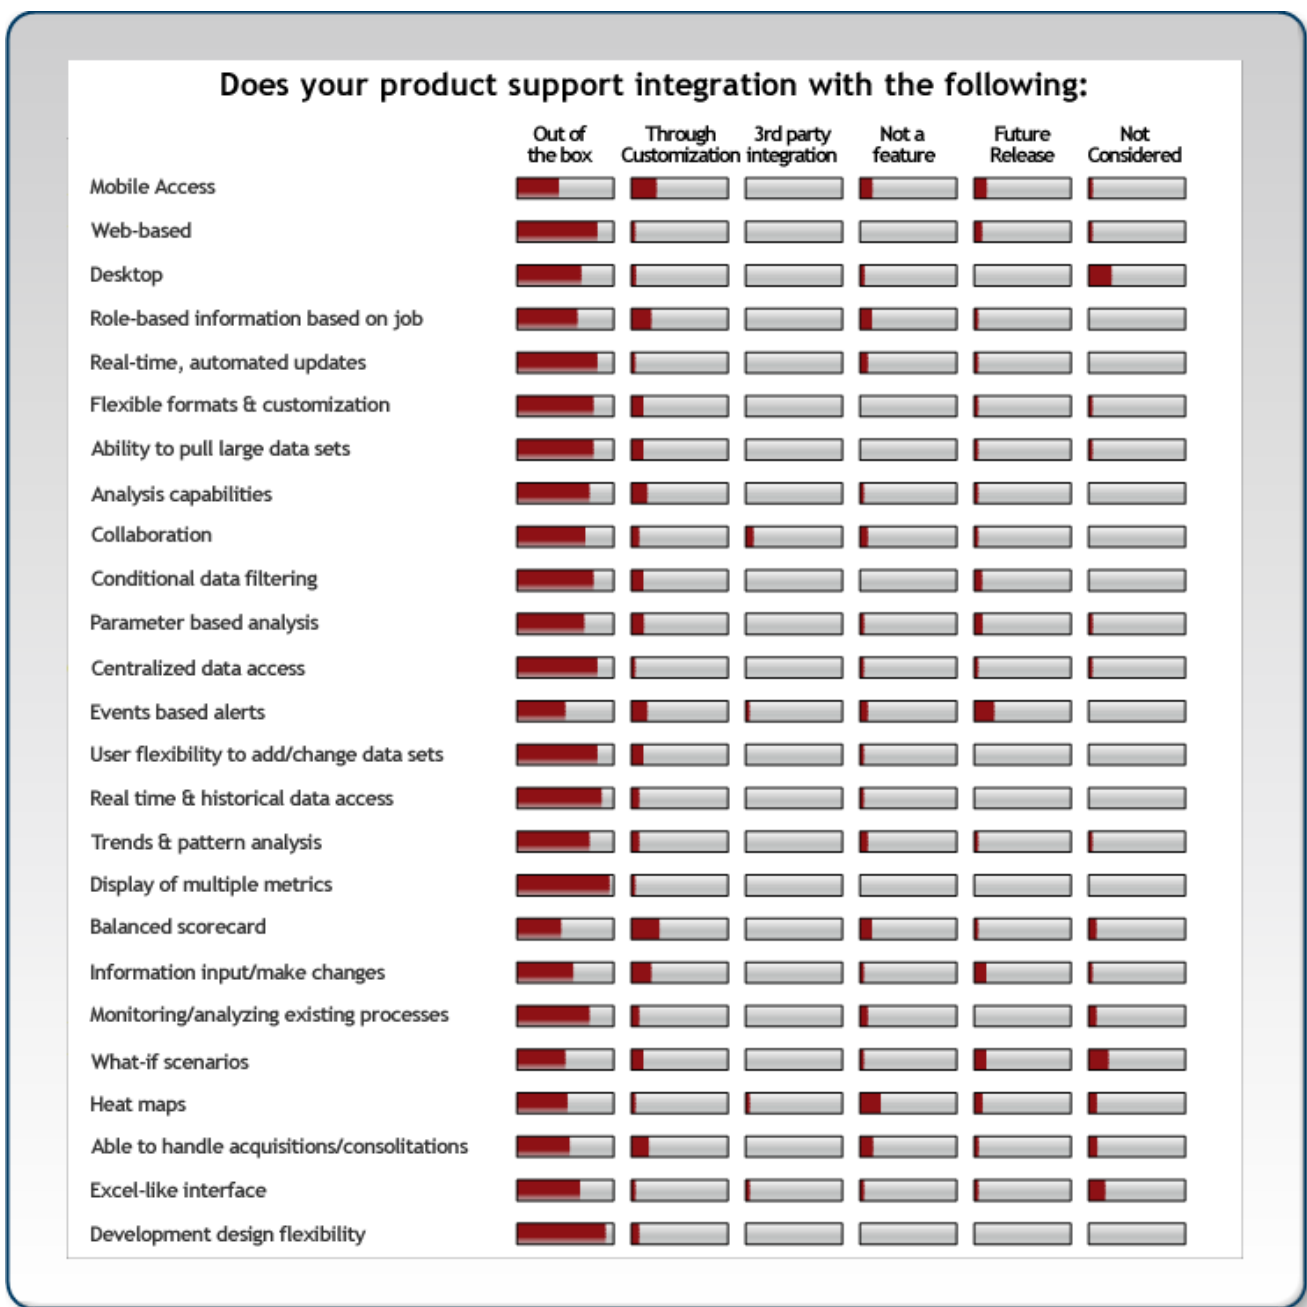 Does your product support integration with the following:
Out of the box
Through Customization
3rd party integration
Not a feature
Future Release
Not Considered
Mobile Access
Web-based
Desktop
Role-based information based on job
Real-time, automated updates
Flexible formats & customization
Ability to pull large data sets
Analysis capabilities
Collaboration
Conditional data filtering
Parameter based analysis
Centralized data access
Events based alerts
User flexibility to add/change data sets
Real time & historical data access
Trends & pattern analysis
Display of multiple metrics
Balanced scorecard
Information input/make changes
Monitoring/analyzing existing processes
What-if scenarios
Heat maps
Able to handle acquisitions/consolitations
Excel-like interface
Development design flexibility